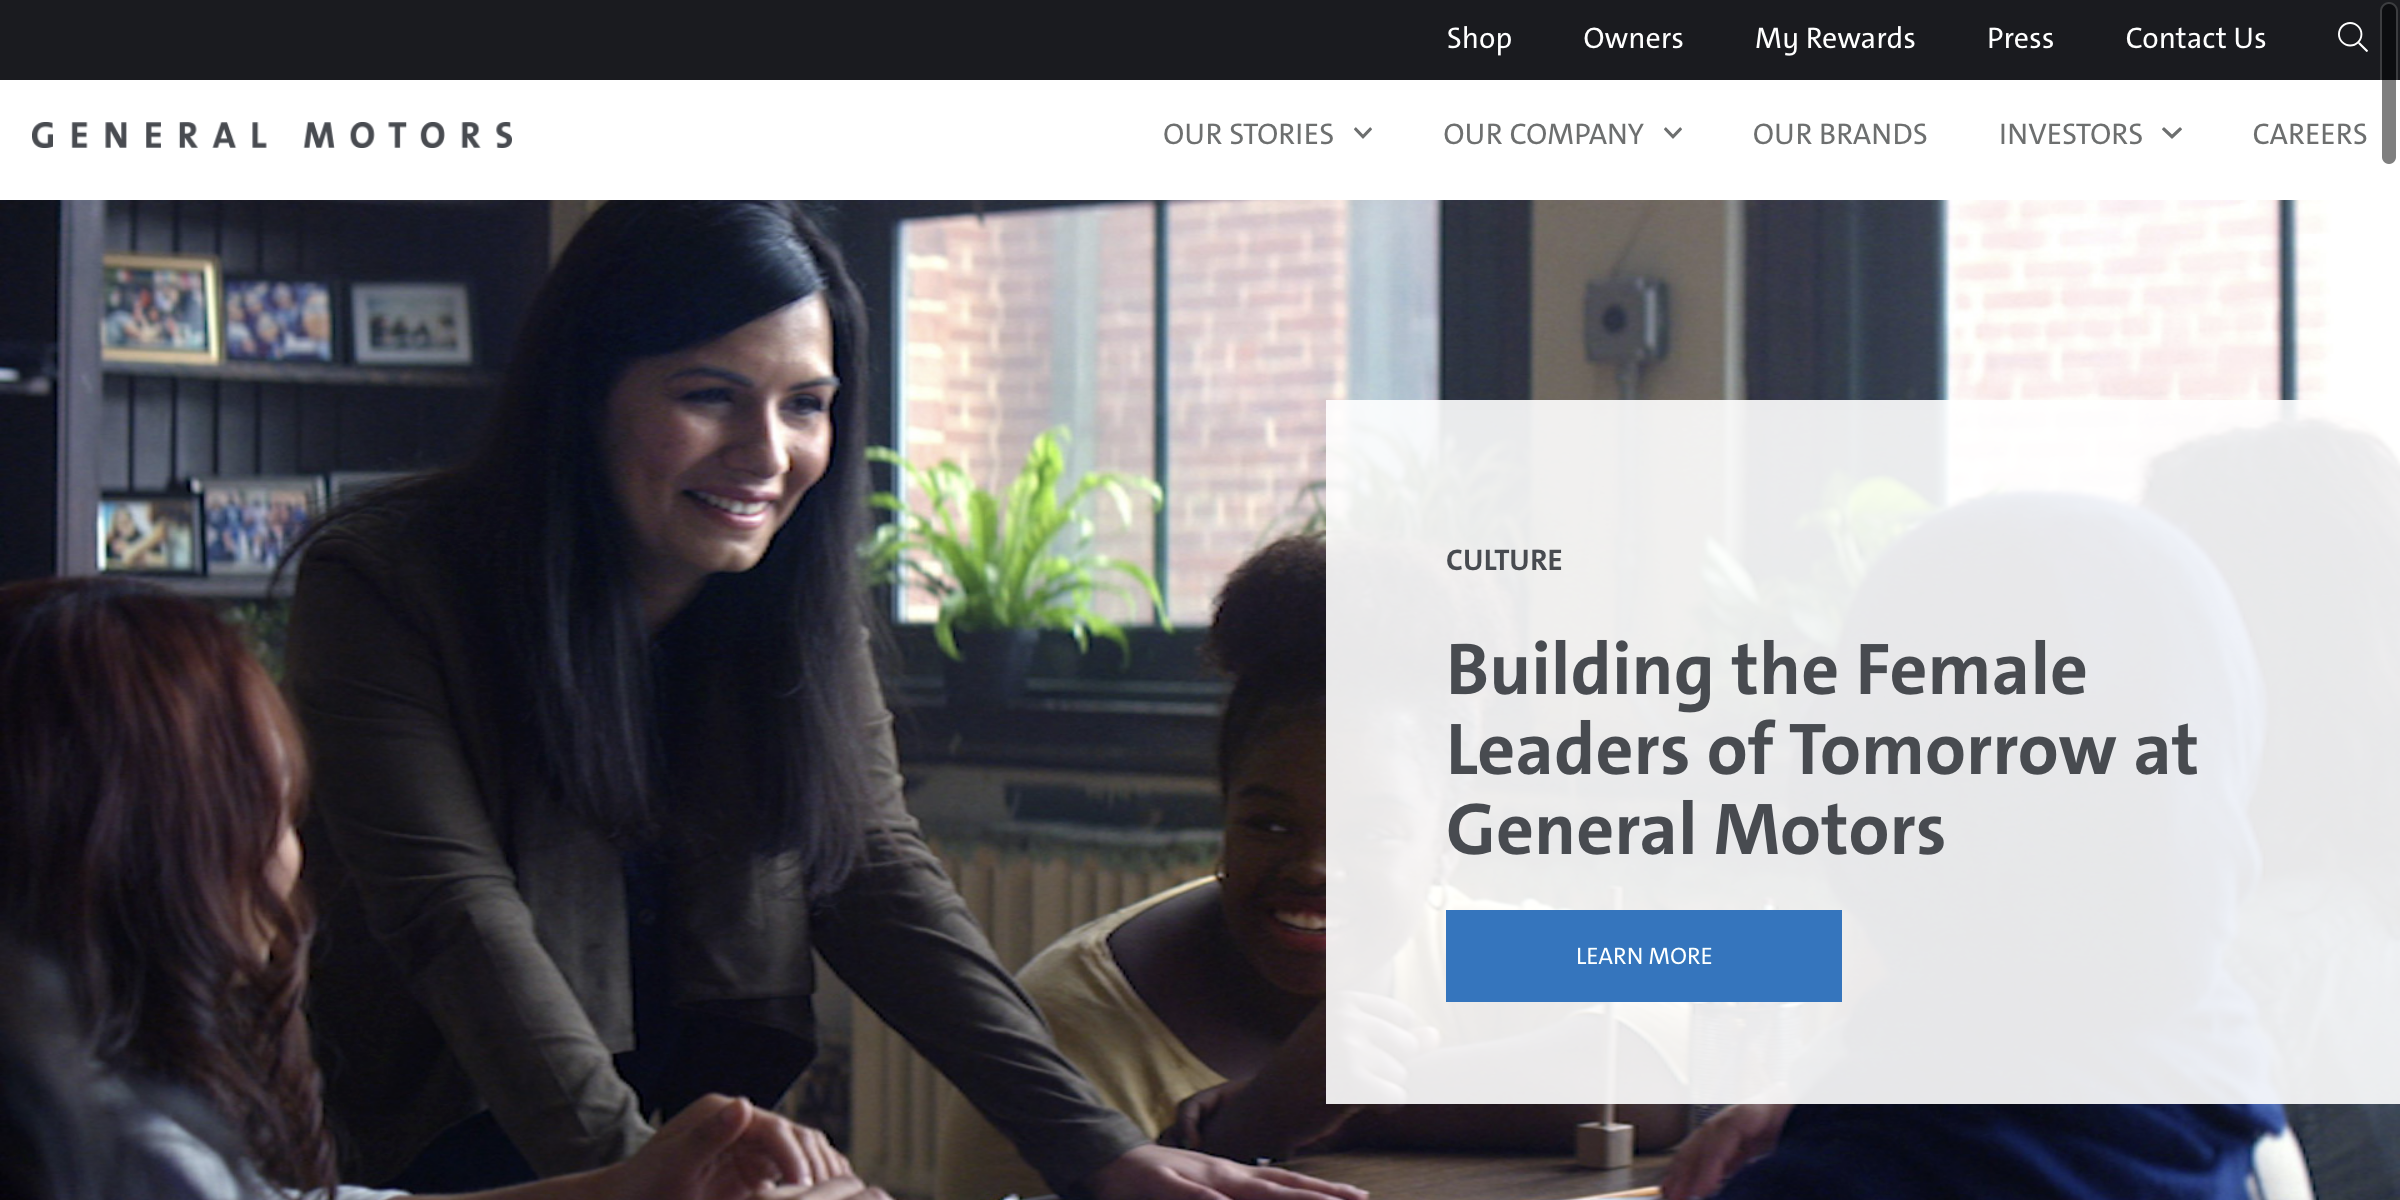 Shop Owners My Rewards Press Contact Us
GENERAL MOTORS
OUR STORIES OUR COMPANY OUR BRANDS INVESTORS CAREERS
CULTURE
Building the Female
Leaders of Tomorrow at
General Motors
LEARN MORE